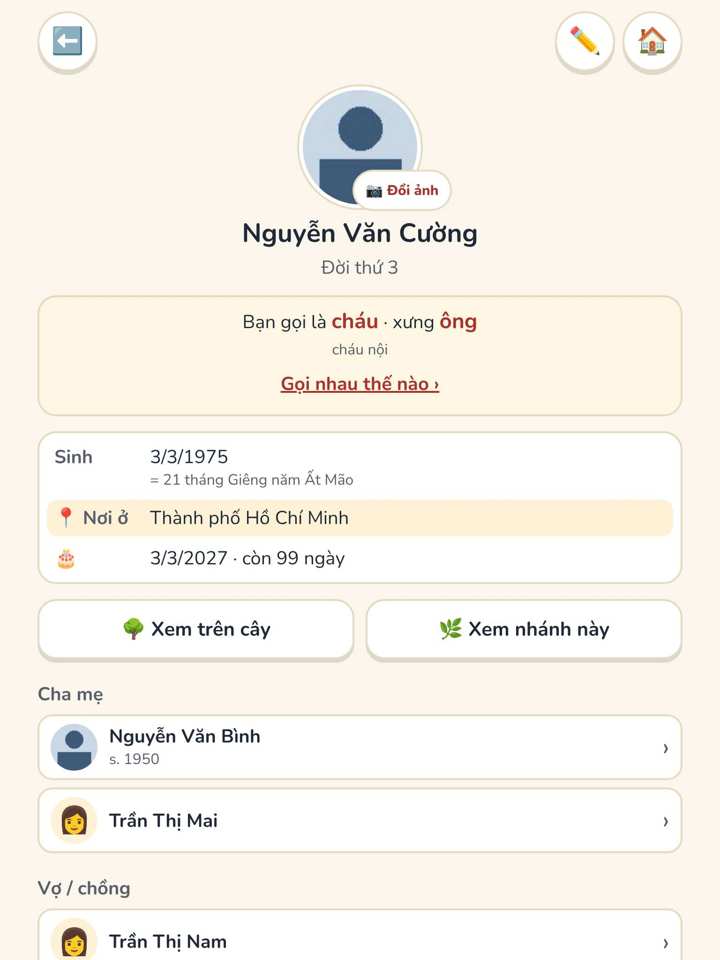 Đổi ảnh
Nguyễn Văn Cường
Đời thứ 3
Bạn gọi là cháu · xưng ông
cháu nội
Gọi nhau thế nào ›
Sinh 3/3/1975
= 21 tháng Giêng năm Ất Mão
Nơi ở Thành phố Hồ Chí Minh
3/3/2027 · còn 99 ngày
Xem trên cây
Xem nhánh này
Cha mẹ
Nguyễn Văn Bình ›
s. 1950
Trần Thị Mai ›
Vợ / chồng
Trần Thị Nam ›